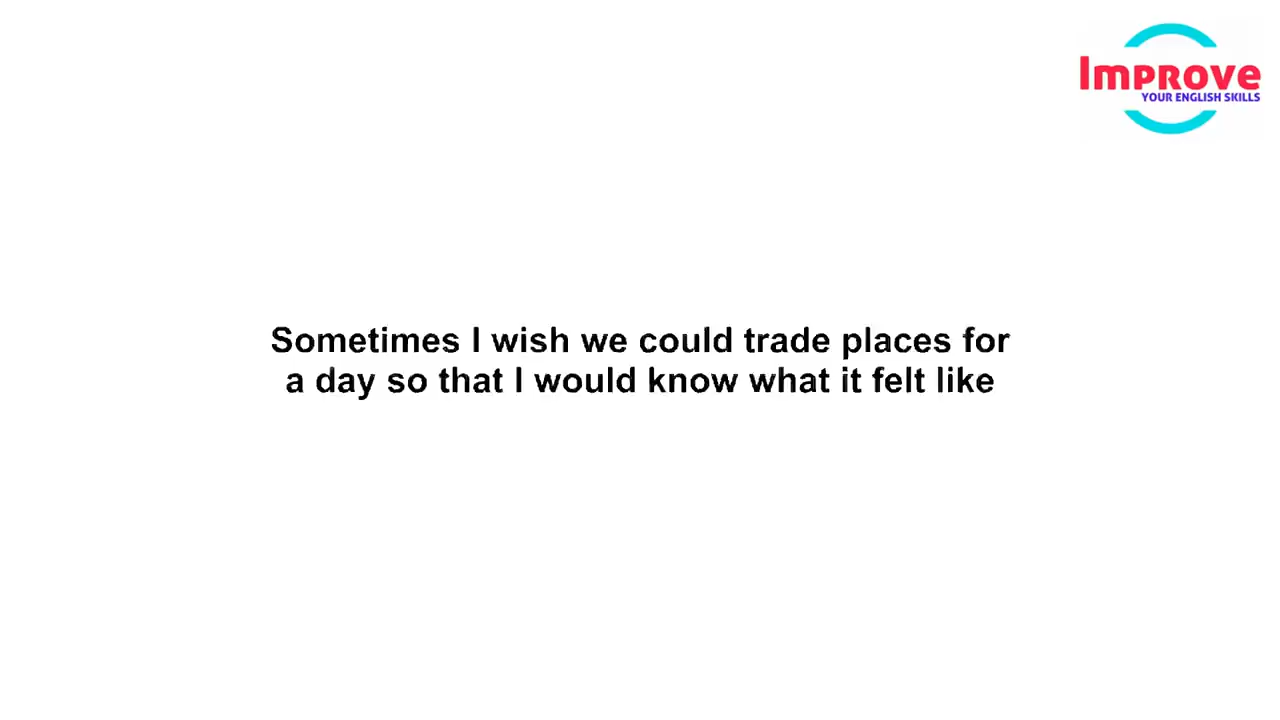 Improve
YOUR ENGLISH SKILLS
Sometimes I wish we could trade places for
a day so that I would know what it felt like